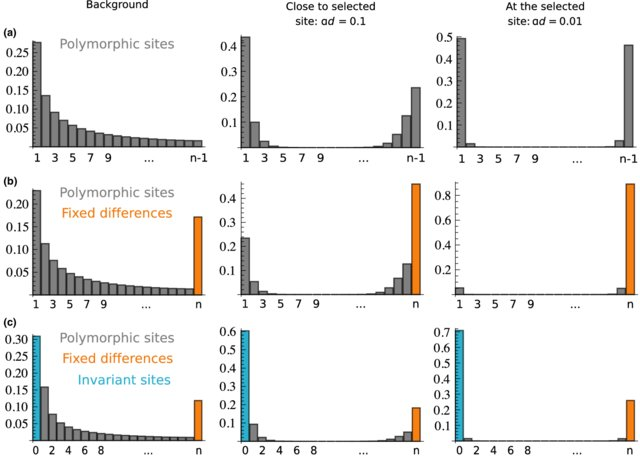 Background
Close to selected
site: αd = 0.1
At the selected
site: αd = 0.01
(a)
Polymorphic sites
0.25
0.20
0.15
0.10
0.05
1 3 5 7 9 ... n-1
0.4
0.3
0.2
0.1
1 3 5 7 9 ... n-1
0.5
0.4
0.3
0.2
0.1
1 3 5 7 9 ... n-1
(b)
Polymorphic sites
Fixed differences
0.20
0.15
0.10
0.05
1 3 5 7 9 ... n
0.4
0.3
0.2
0.1
1 3 5 7 9 ... n
0.8
0.6
0.4
0.2
1 3 5 7 9 ... n
(c)
Polymorphic sites
Fixed differences
Invariant sites
0.30
0.25
0.20
0.15
0.10
0.05
0 2 4 6 8 ... n
0.6
0.5
0.4
0.3
0.2
0.1
0 2 4 6 8 ... n
0.7
0.6
0.5
0.4
0.3
0.2
0.1
0 2 4 6 8 ... n